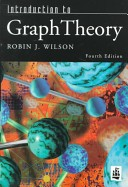 Introduction to
GraphTheory
ROBIN J. WILSON
Fourth Edition